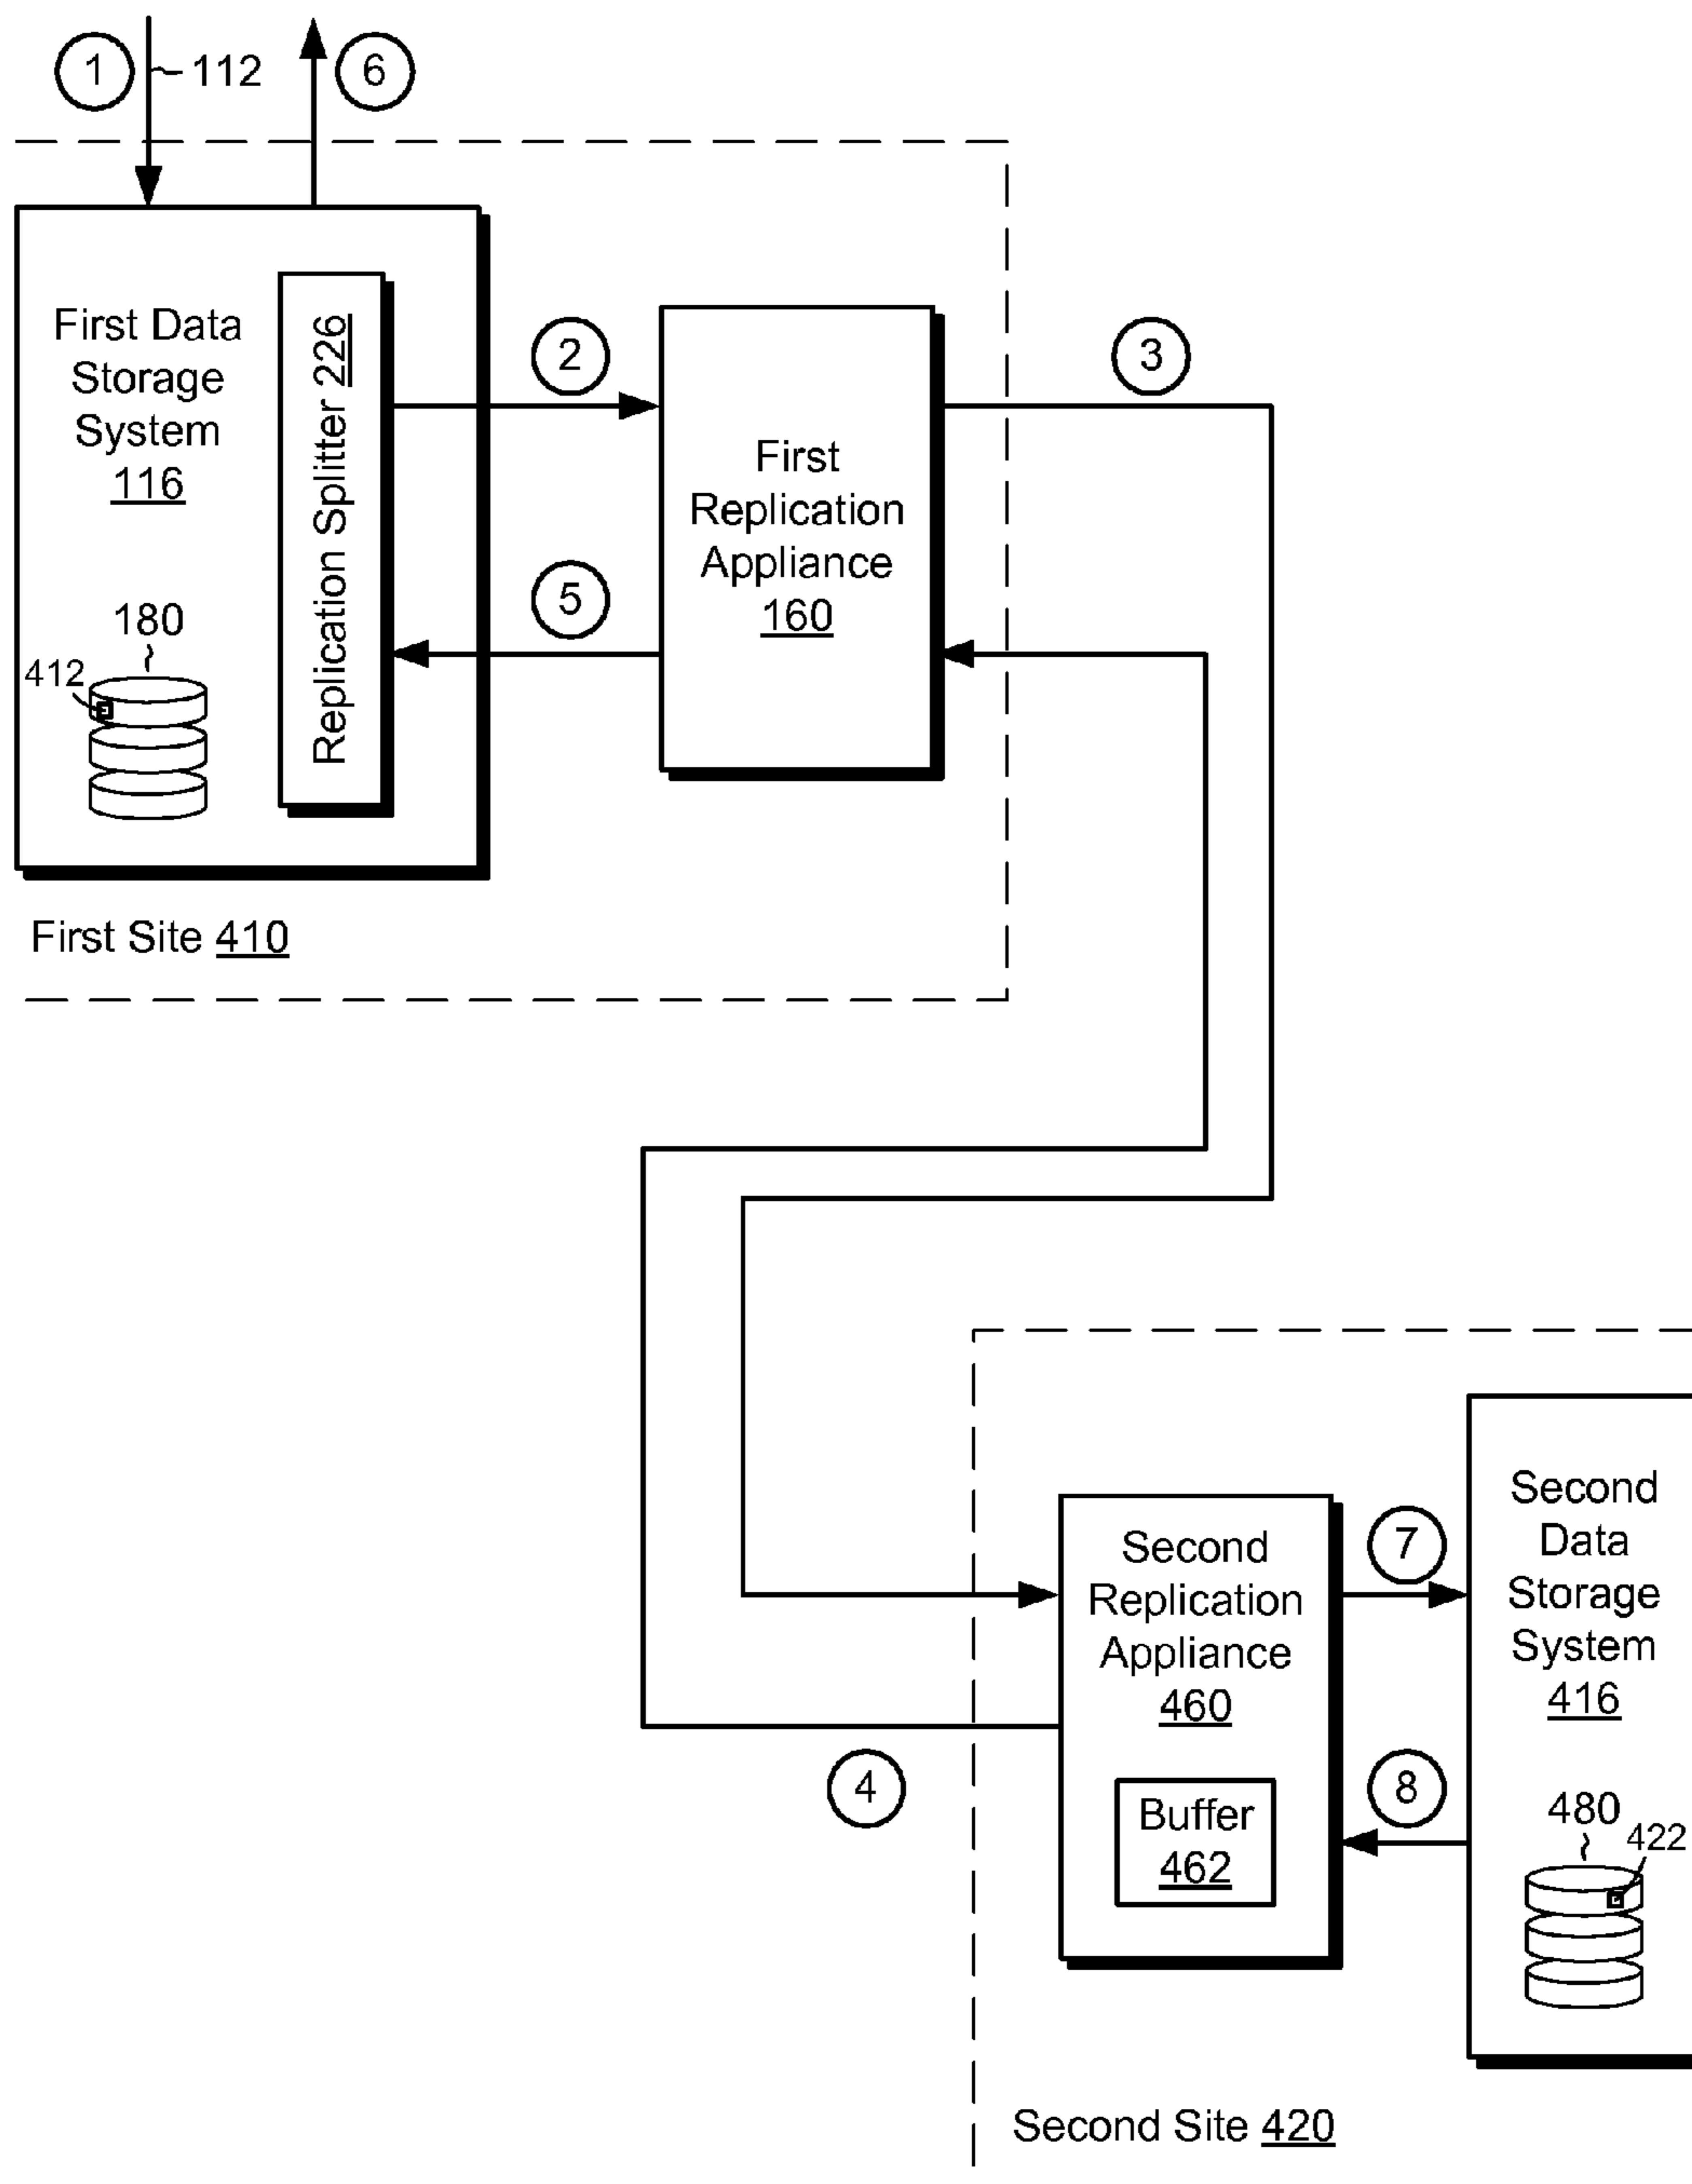 1
112
6
First Data
Storage
System
116
Replication Splitter 226
180
412
2
5
First
Replication
Appliance
160
3
First Site 410
4
Second
Replication
Appliance
460
Buffer
462
7
8
Second
Data
Storage
System
416
480
422
Second Site 420